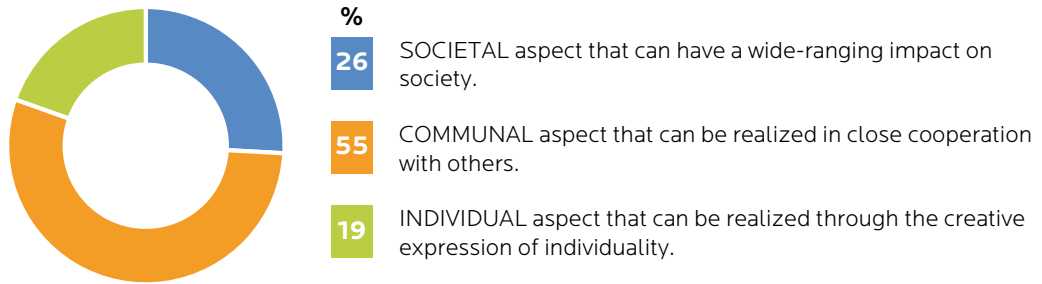 %
26
SOCIETAL aspect that can have a wide-ranging impact on
society.
55
COMMUNAL aspect that can be realized in close cooperation
with others.
19
INDIVIDUAL aspect that can be realized through the creative
expression of individuality.